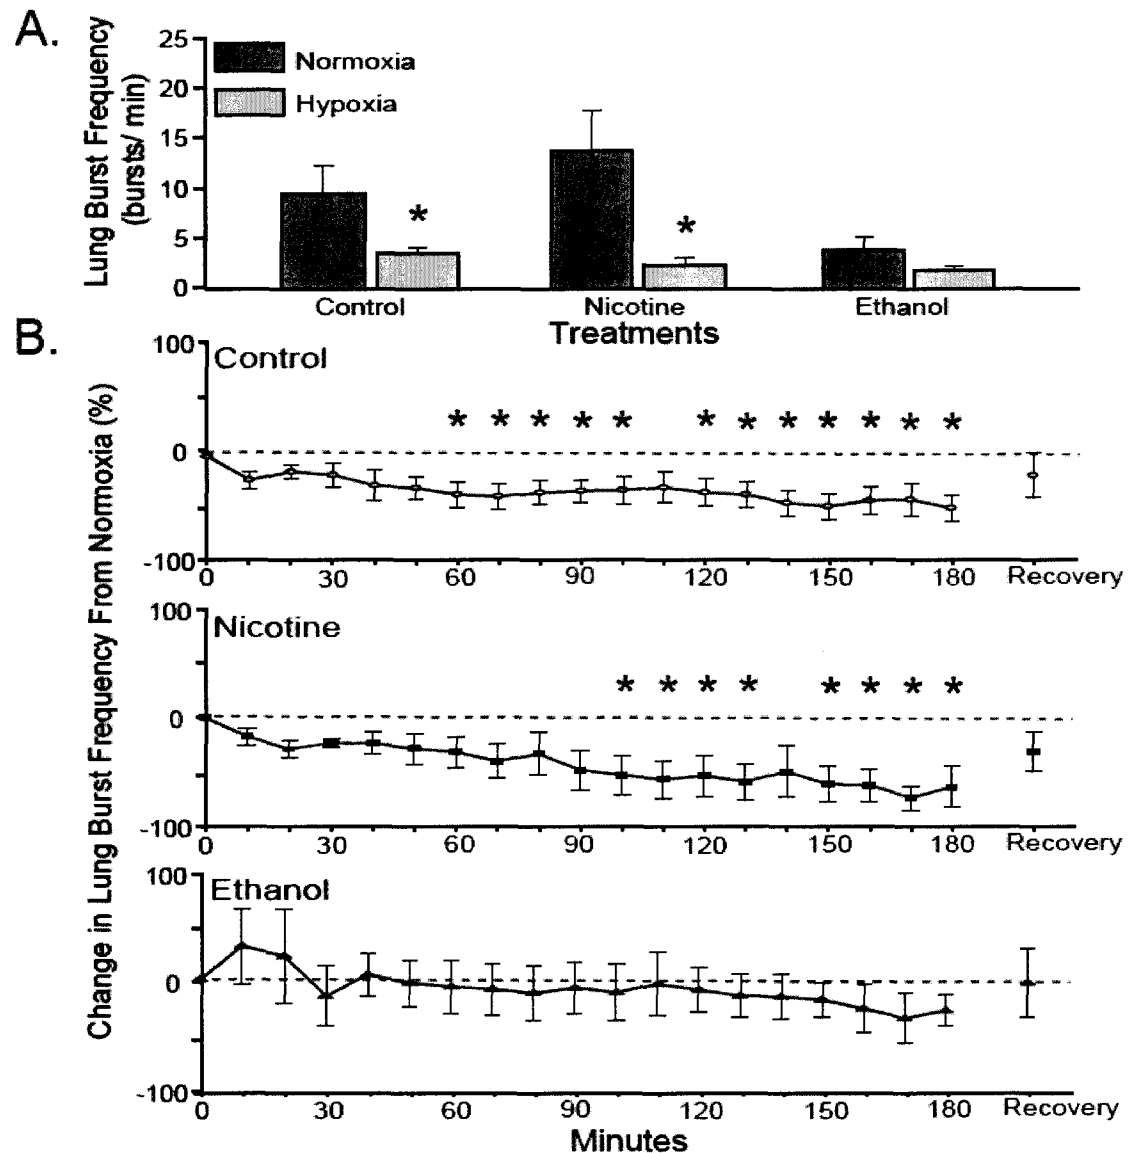 A.
Lung Burst Frequency
(bursts/ min)
25
20
15
10
5
0
Normoxia
Hypoxia
*
*
Control
Nicotine
Ethanol
Treatments
B.
Change in Lung Burst Frequency From Normoxia (%)
100
Control
* * * * * * * * * * * *
0
-100
0 30 60 90 120 150 180 Recovery
100
Nicotine
* * * * * * * *
0
-100
0 30 60 90 120 150 180 Recovery
100
Ethanol
0
-100
0 30 60 90 120 150 180 Recovery
Minutes